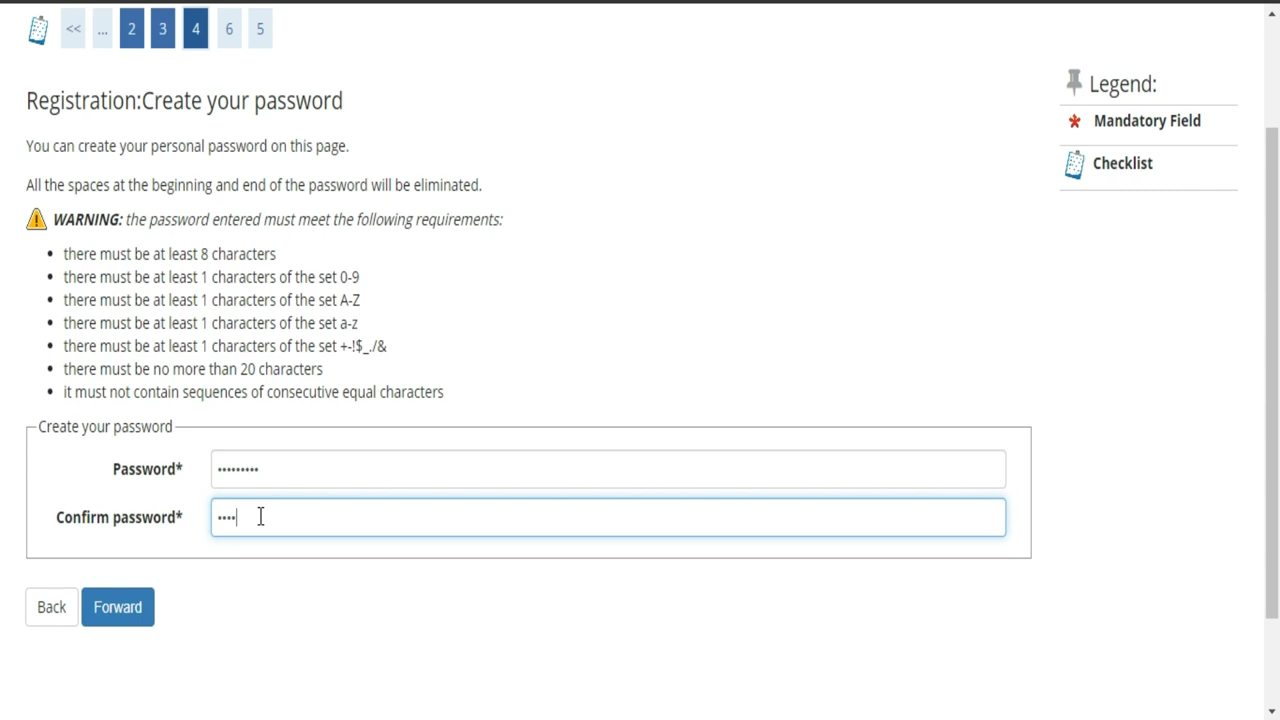 << ... 2 3 4 6 5
Registration:Create your password
You can create your personal password on this page.
All the spaces at the beginning and end of the password will be eliminated.
WARNING: the password entered must meet the following requirements:
• there must be at least 8 characters
• there must be at least 1 characters of the set 0-9
• there must be at least 1 characters of the set A-Z
• there must be at least 1 characters of the set a-z
• there must be at least 1 characters of the set +-!$_./&
• there must be no more than 20 characters
• it must not contain sequences of consecutive equal characters
Create your password
Password* •••••••••
Confirm password* ••••
Back Forward
Legend:
* Mandatory Field
Checklist